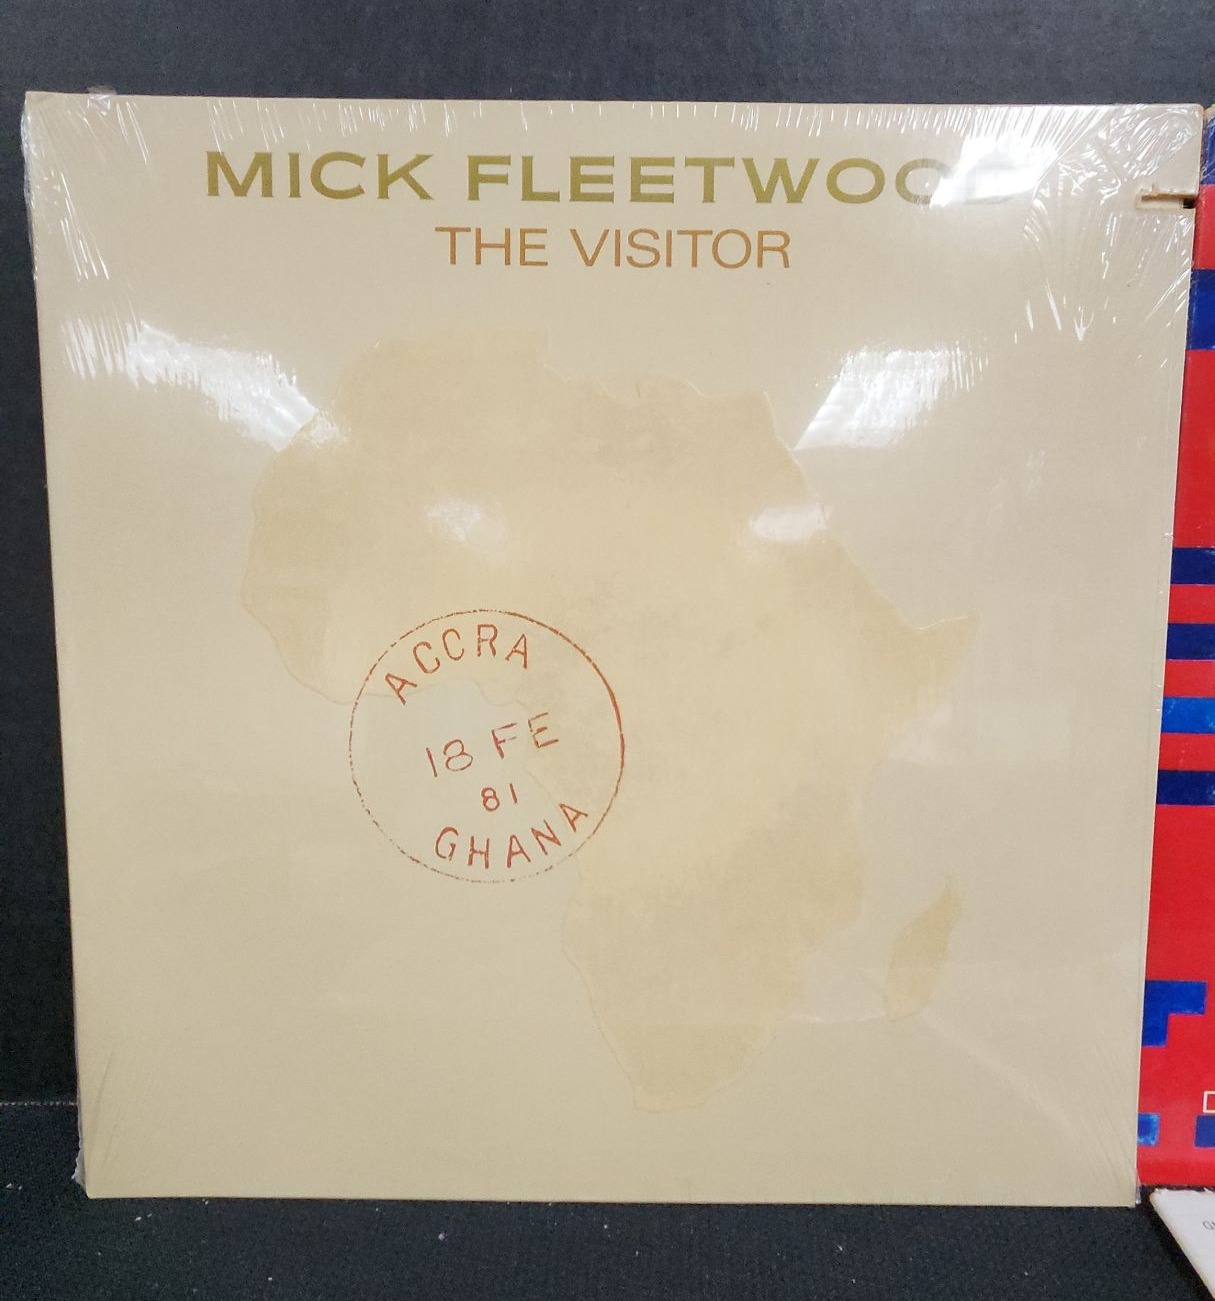 MICK FLEETWOOD
THE VISITOR
ACCRA
18 FE
81
GHANA